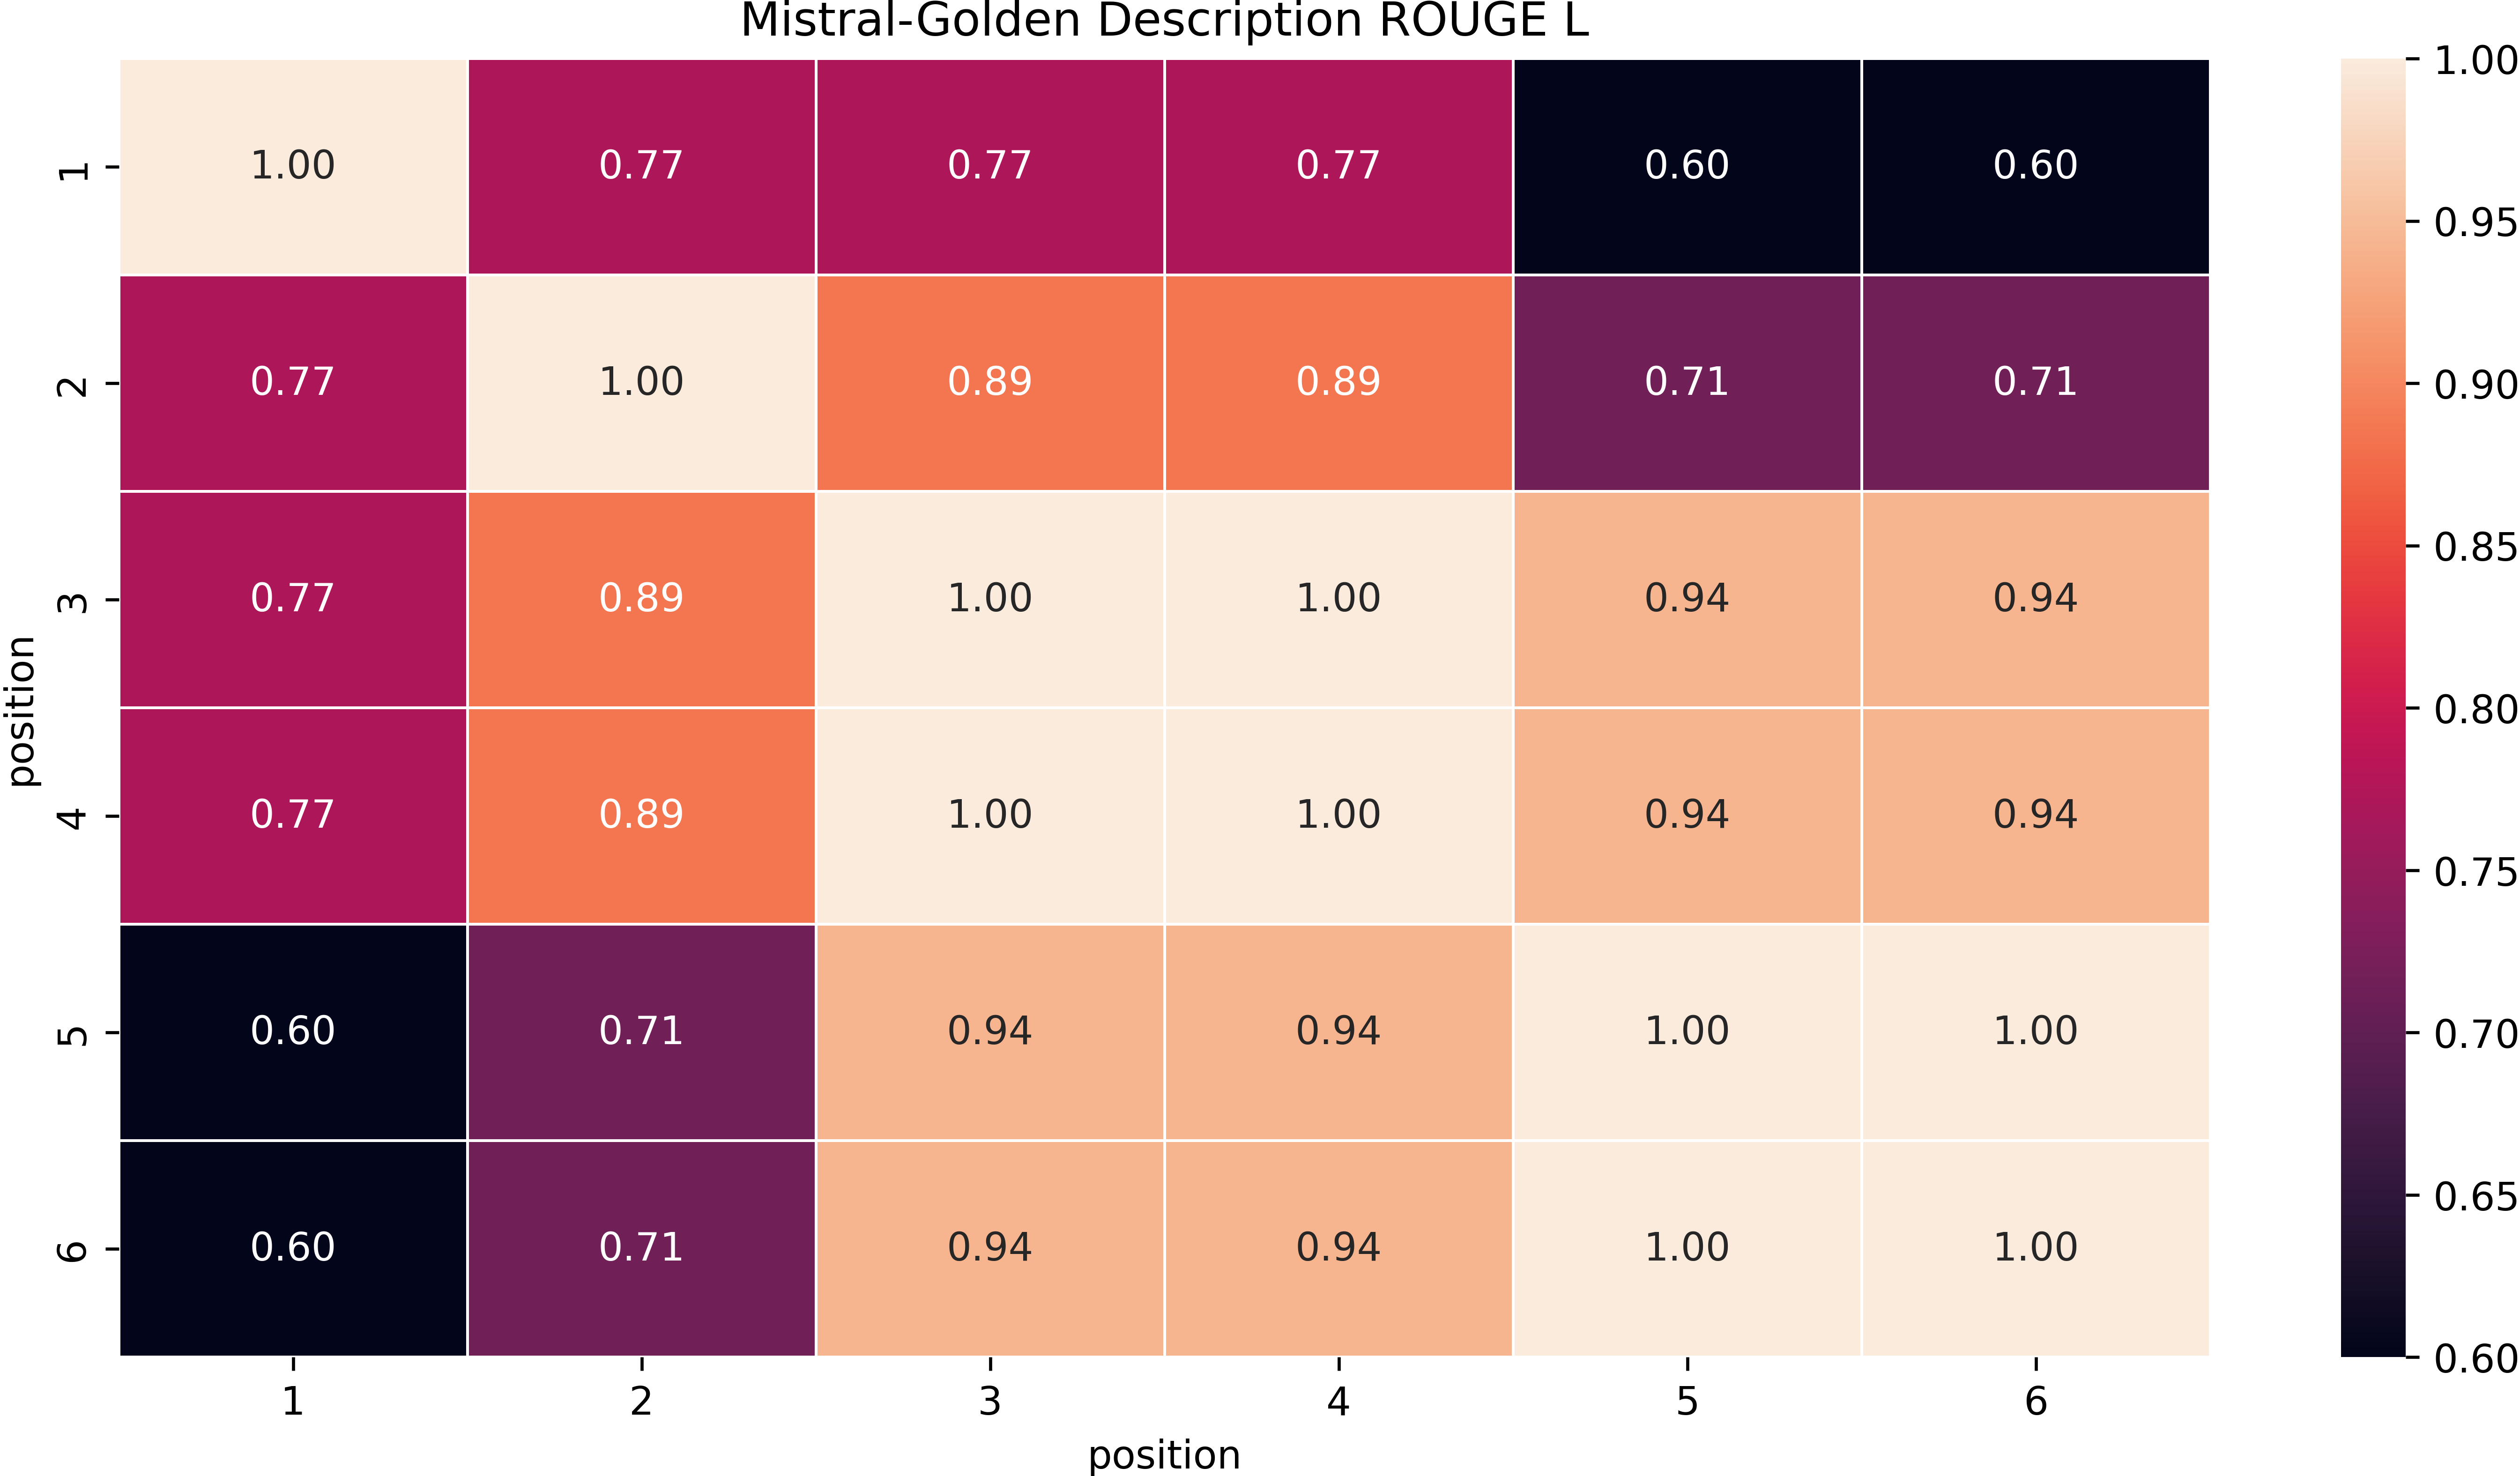 Mistral-Golden Description ROUGE L
1 1.00 0.77 0.77 0.77 0.60 0.60
2 0.77 1.00 0.89 0.89 0.71 0.71
3 0.77 0.89 1.00 1.00 0.94 0.94
4 0.77 0.89 1.00 1.00 0.94 0.94
5 0.60 0.71 0.94 0.94 1.00 1.00
6 0.60 0.71 0.94 0.94 1.00 1.00
position
1 2 3 4 5 6
position
1.00
0.95
0.90
0.85
0.80
0.75
0.70
0.65
0.60